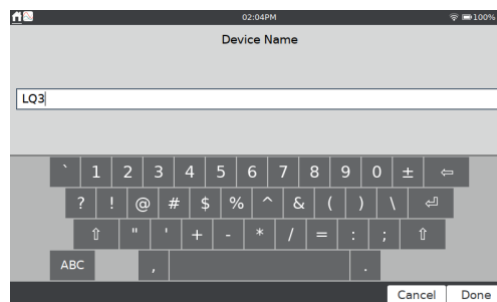 02:04PM 100%
Device Name
LQ3
` 1 2 3 4 5 6 7 8 9 0 ± ⇦
? ! @ # $ % ^ & ( ) \ ⏎
⇧ " ' + - * / = : ; ⇧
ABC , .
Cancel Done